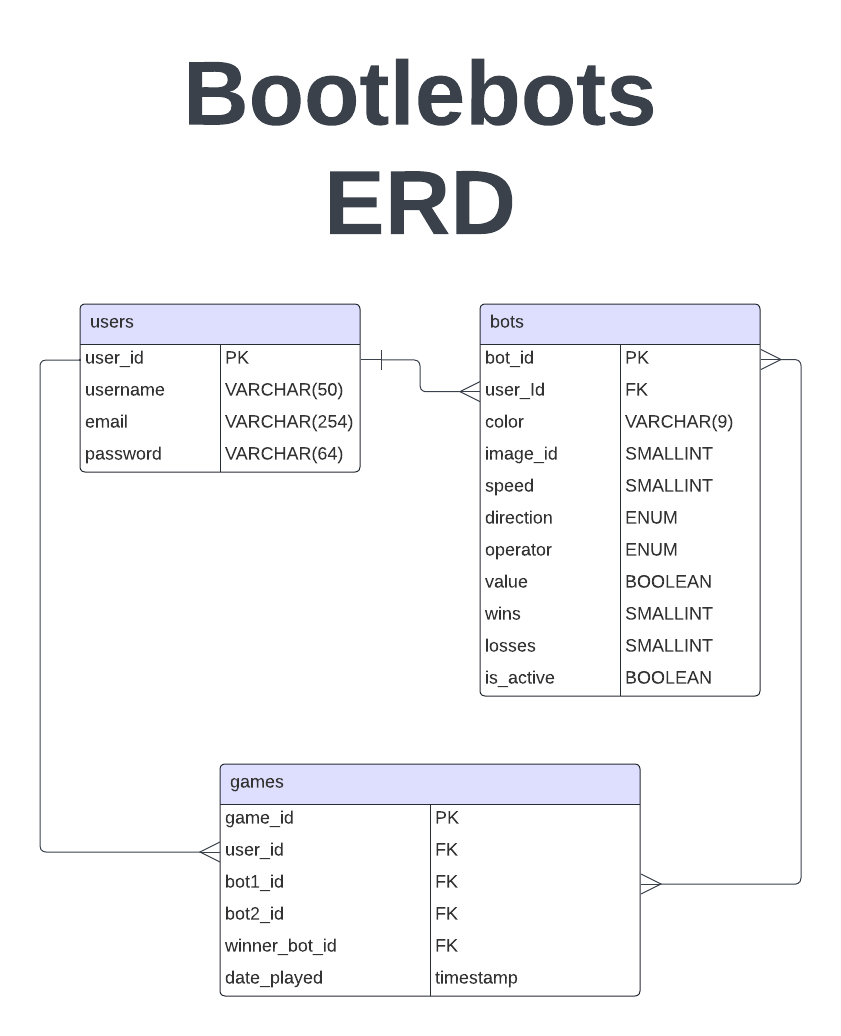 Bootlebots
ERD
users
user_id PK
username VARCHAR(50)
email VARCHAR(254)
password VARCHAR(64)
bots
bot_id PK
user_Id FK
color VARCHAR(9)
image_id SMALLINT
speed SMALLINT
direction ENUM
operator ENUM
value BOOLEAN
wins SMALLINT
losses SMALLINT
is_active BOOLEAN
games
game_id PK
user_id FK
bot1_id FK
bot2_id FK
winner_bot_id FK
date_played timestamp